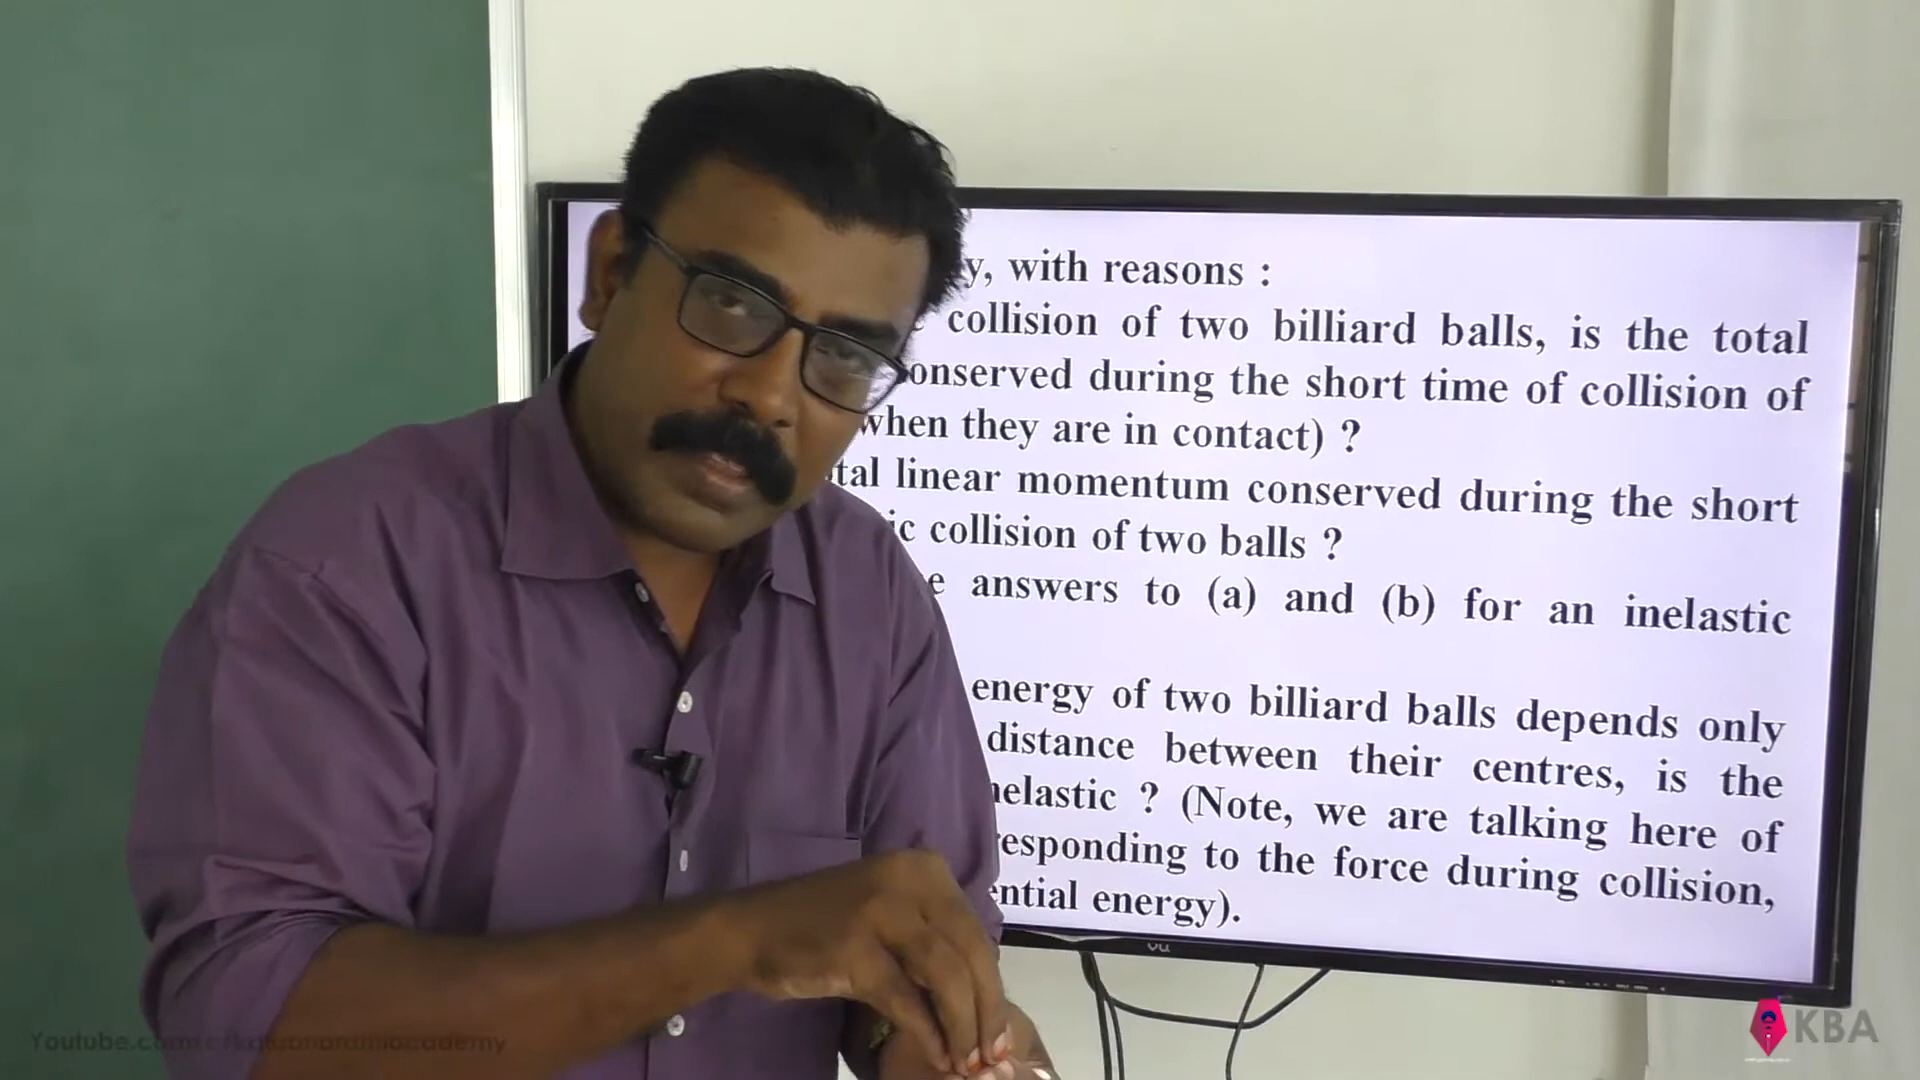 with reasons :
collision of two billiard balls, is the total
onserved during the short time of collision of
when they are in contact) ?
tal linear momentum conserved during the short
ic collision of two balls ?
answers to (a) and (b) for an inelastic
energy of two billiard balls depends only
distance between their centres, is the
nelastic ? (Note, we are talking here of
responding to the force during collision,
ential energy).
vu
KBA